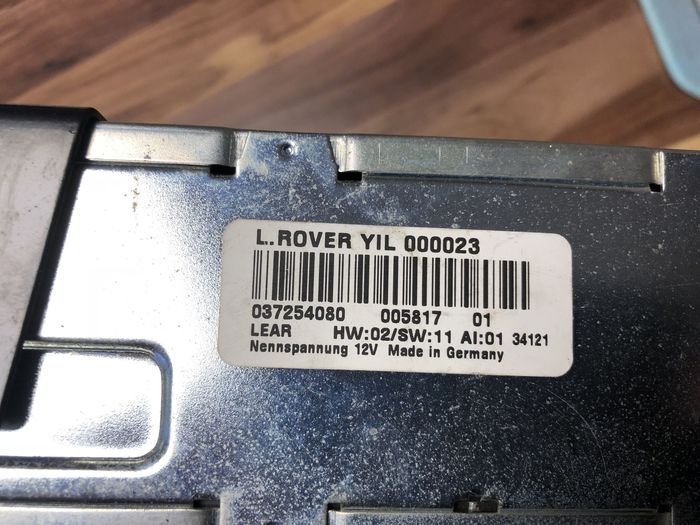 L.. ROVER YIL 000023
037254080 005817 01
LEAR HW:02/SW:11 AI:01 34121
Nennspannung 12V Made in Germany